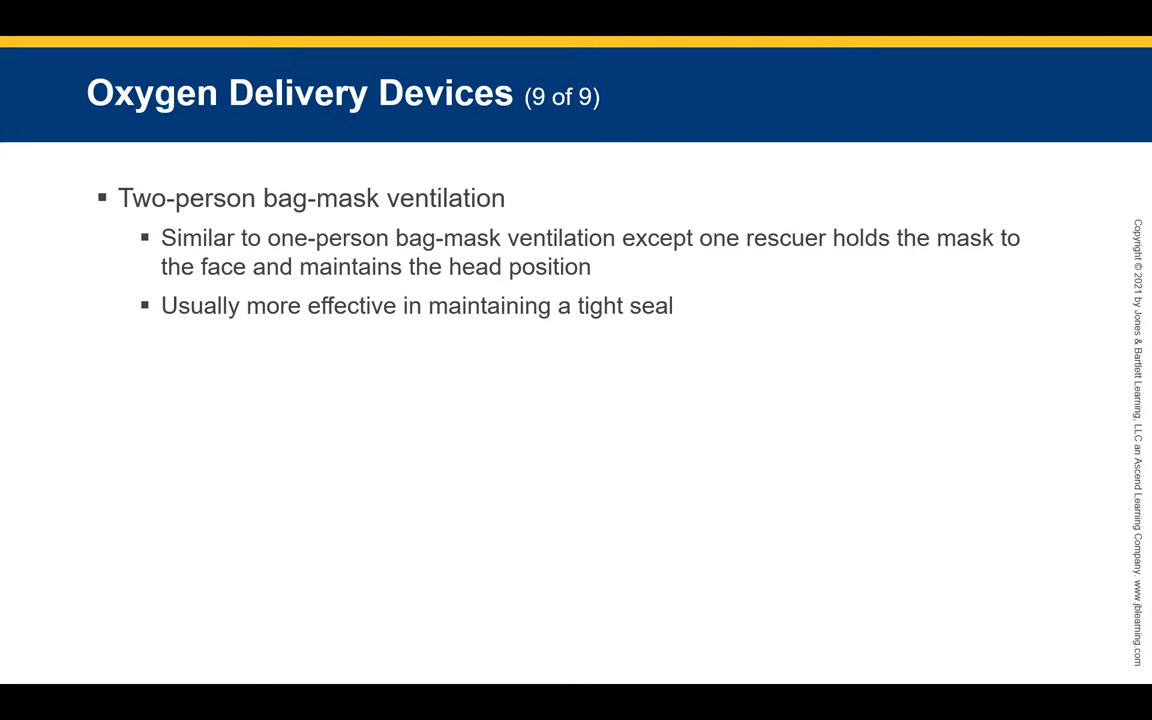 Oxygen Delivery Devices (9 of 9)
▪ Two-person bag-mask ventilation
▪ Similar to one-person bag-mask ventilation except one rescuer holds the mask to
the face and maintains the head position
▪ Usually more effective in maintaining a tight seal
Copyright © 2021 by Jones & Bartlett Learning, LLC an Ascend Learning Company. www.jblearning.com